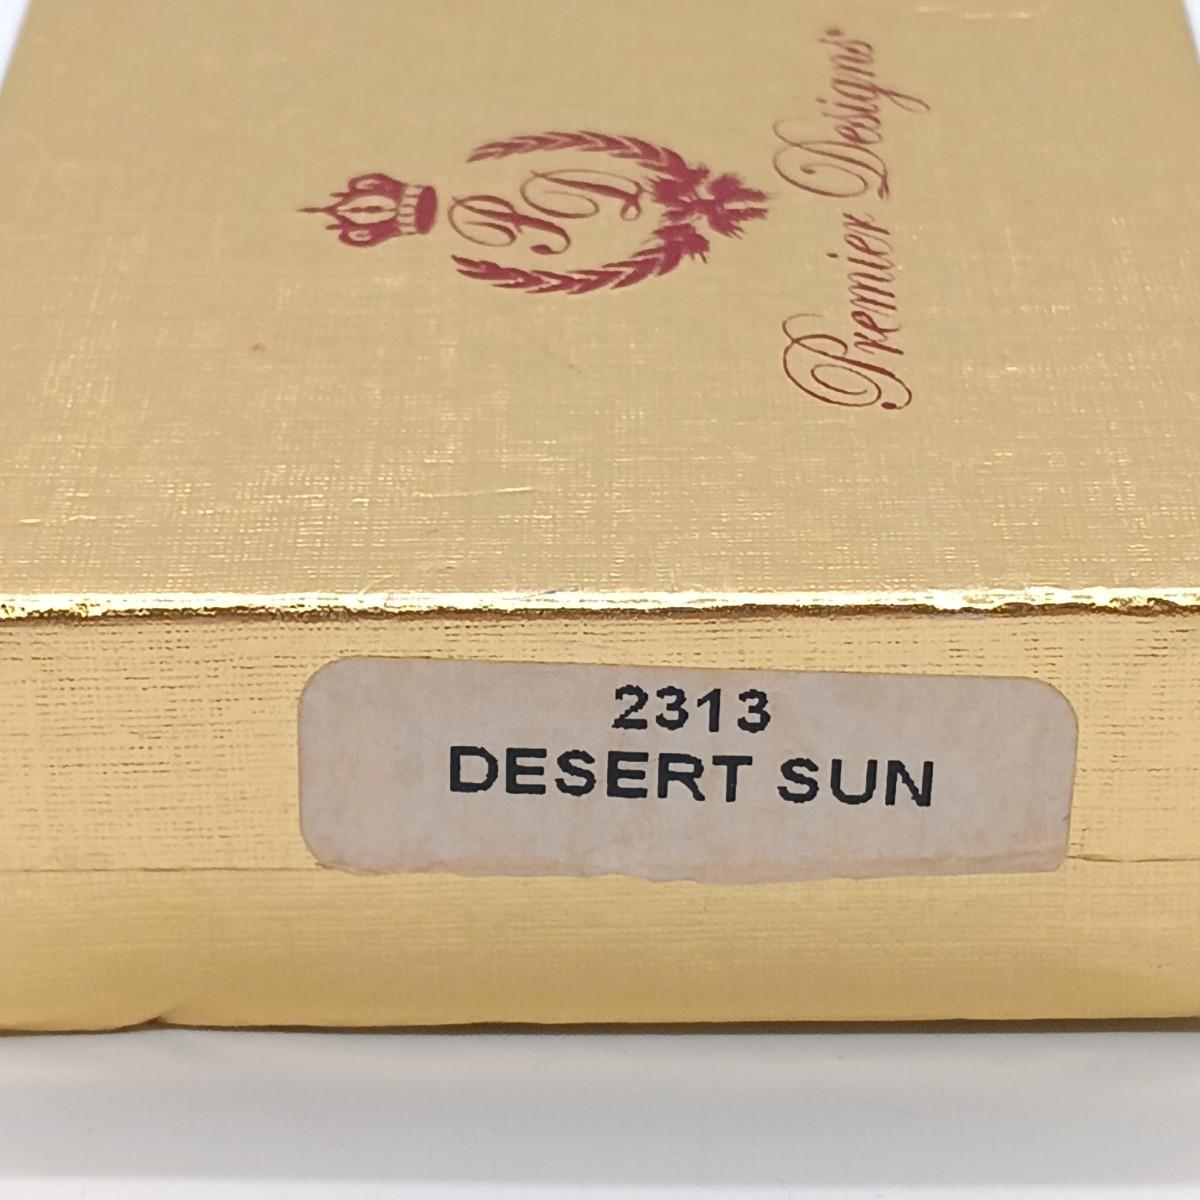 PD
Premier Designs®
2313
DESERT SUN